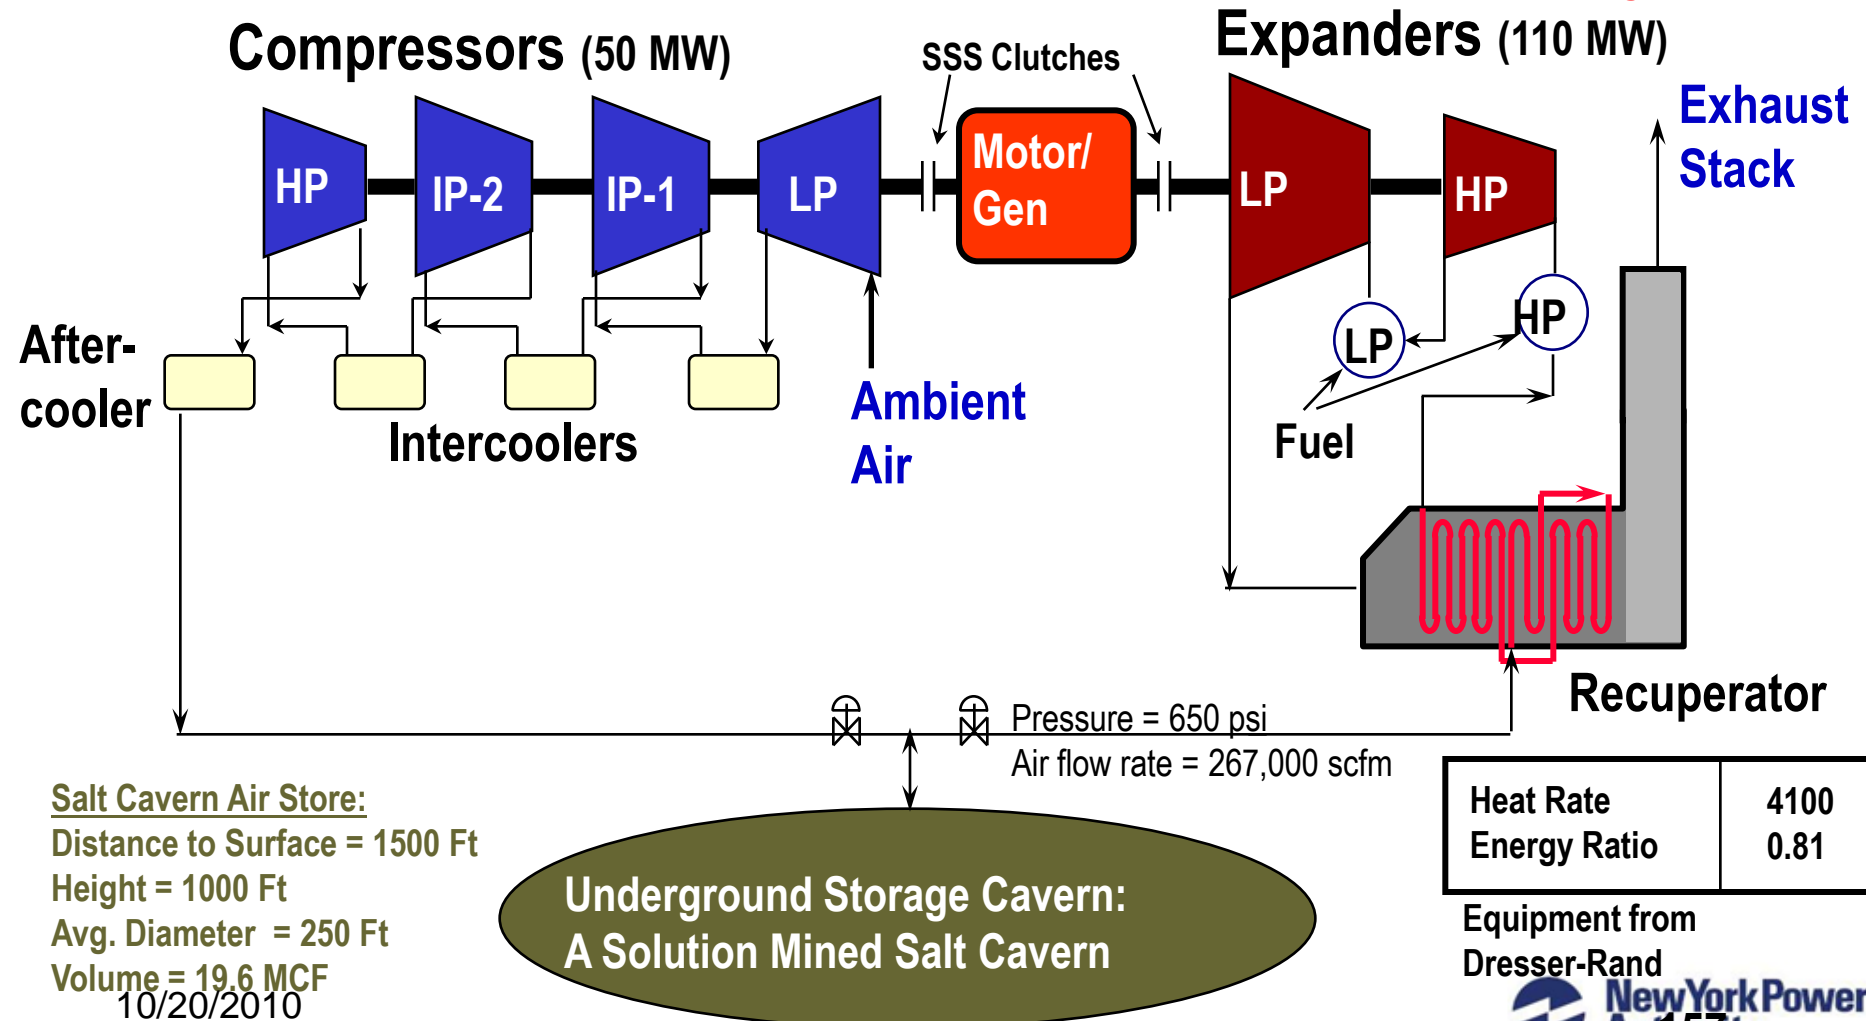 Compressors (50 MW)
SSS Clutches
Expanders (110 MW)
Exhaust
Stack
HP
IP-2
IP-1
LP
Motor/
Gen
LP
HP
HP
LP
After-
cooler
Intercoolers
Ambient
Air
Fuel
Recuperator
Pressure = 650 psi
Air flow rate = 267,000 scfm
Salt Cavern Air Store:
Distance to Surface = 1500 Ft
Height = 1000 Ft
Avg. Diameter = 250 Ft
Volume = 19.6 MCF
10/20/2010
Underground Storage Cavern:
A Solution Mined Salt Cavern
Heat Rate 4100
Energy Ratio 0.81
Equipment from
Dresser-Rand
NewYorkPower
157